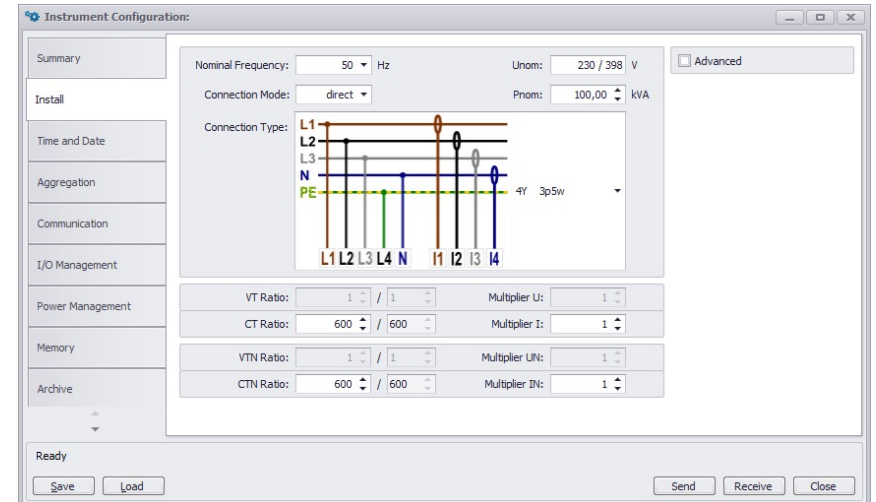 Instrument Configuration:
Summary
Install
Time and Date
Aggregation
Communication
I/O Management
Power Management
Memory
Archive
Nominal Frequency: 50 Hz Unom: 230 / 398 V
Connection Mode: direct Pnom: 100,00 kVA
Connection Type:
L1
L2
L3
N
PE
4Y 3p5w
L1 L2 L3 L4 N I1 I2 I3 I4
VT Ratio: 1 / 1 Multiplier U: 1
CT Ratio: 600 / 600 Multiplier I: 1
VTN Ratio: 1 / 1 Multiplier UN: 1
CTN Ratio: 600 / 600 Multiplier IN: 1
Advanced
Ready
Save Load Send Receive Close